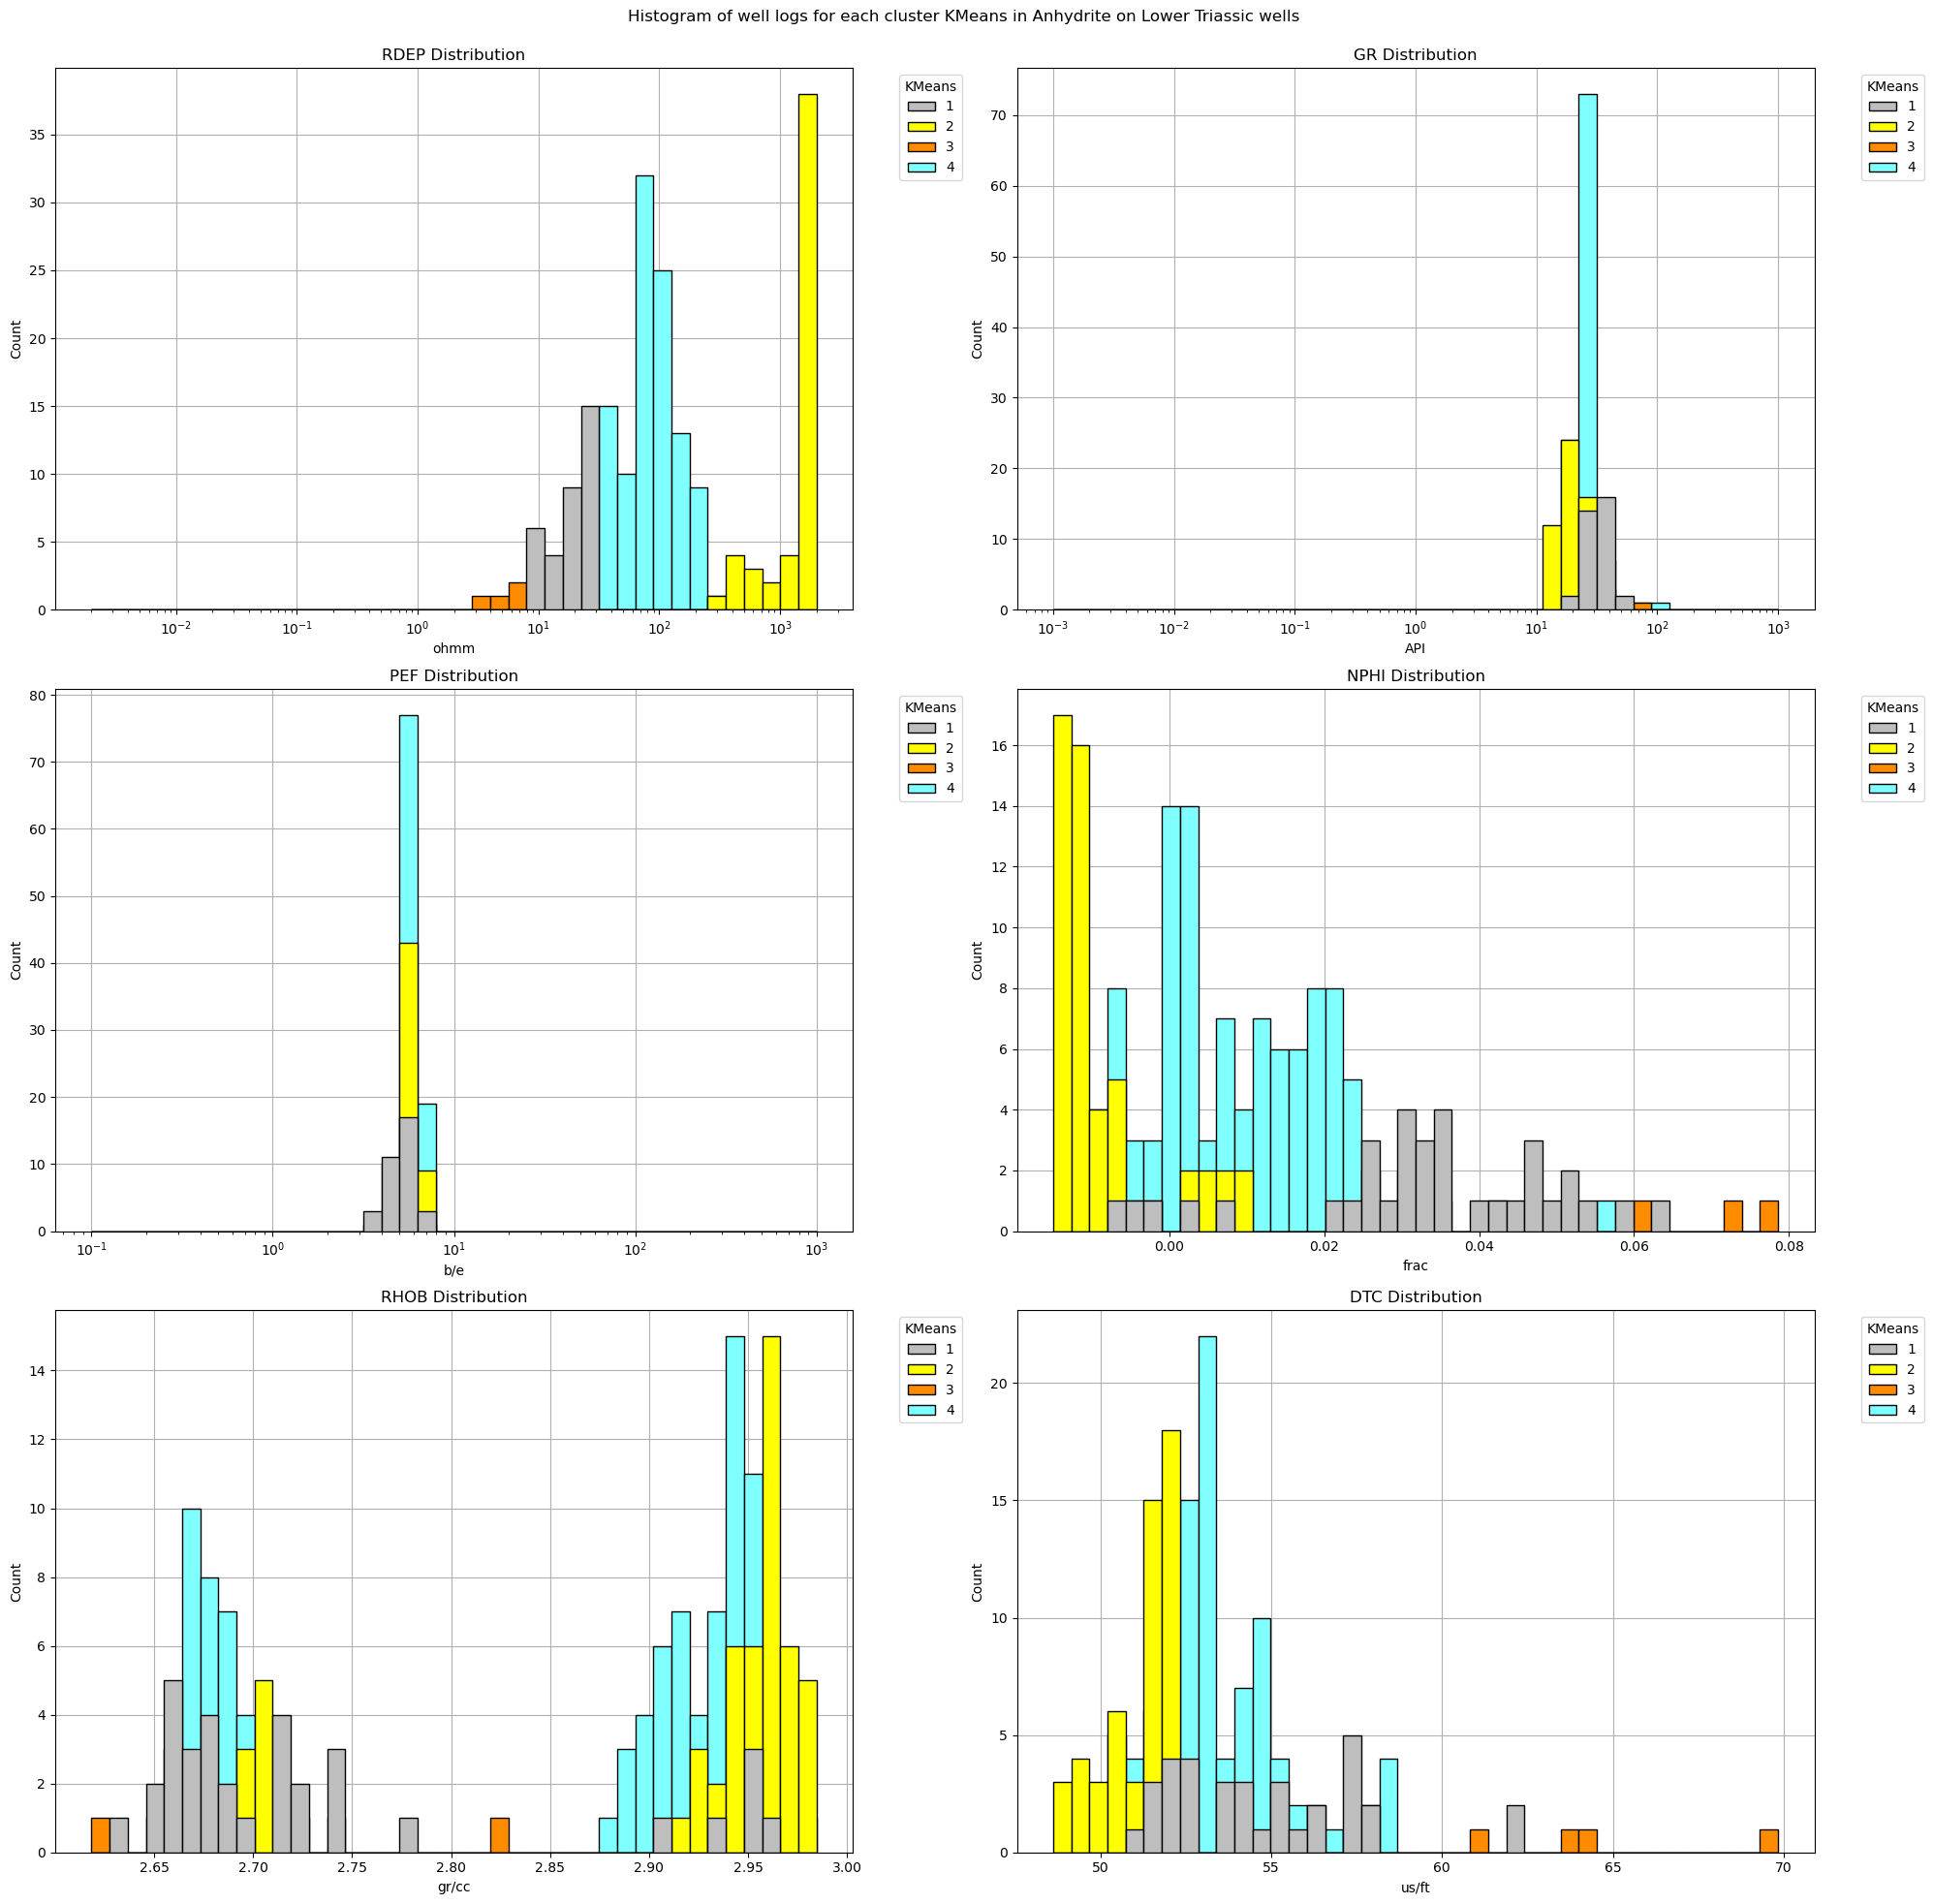 Histogram of well logs for each cluster KMeans in Anhydrite on Lower Triassic wells
RDEP Distribution
Count
35
30
25
20
15
10
5
0
10⁻² 10⁻¹ 10⁰ 10¹ 10² 10³
ohmm
KMeans
1
2
3
4
GR Distribution
Count
70
60
50
40
30
20
10
0
10⁻³ 10⁻² 10⁻¹ 10⁰ 10¹ 10² 10³
API
KMeans
1
2
3
4
PEF Distribution
Count
80
70
60
50
40
30
20
10
0
10⁻¹ 10⁰ 10¹ 10² 10³
b/e
KMeans
1
2
3
4
NPHI Distribution
Count
16
14
12
10
8
6
4
2
0
0.00 0.02 0.04 0.06 0.08
frac
KMeans
1
2
3
4
RHOB Distribution
Count
14
12
10
8
6
4
2
0
2.65 2.70 2.75 2.80 2.85 2.90 2.95 3.00
gr/cc
KMeans
1
2
3
4
DTC Distribution
Count
20
15
10
5
0
50 55 60 65 70
us/ft
KMeans
1
2
3
4